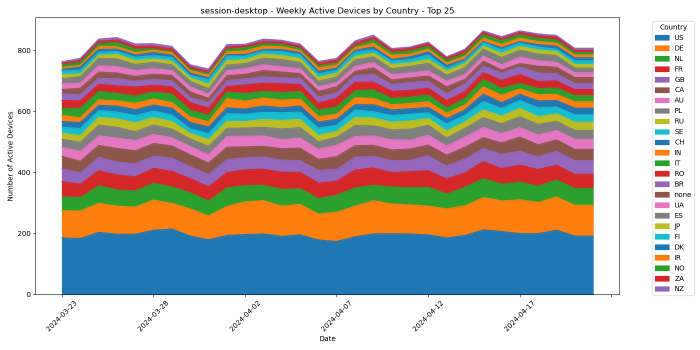 session-desktop - Weekly Active Devices by Country - Top 25
Number of Active Devices
800
600
400
200
0
2024-03-23
2024-03-28
2024-04-02
2024-04-07
2024-04-12
2024-04-17
Date
Country
US
DE
NL
FR
GB
CA
AU
PL
RU
SE
CH
IN
IT
RO
BR
none
UA
ES
JP
FI
DK
IR
NO
ZA
NZ